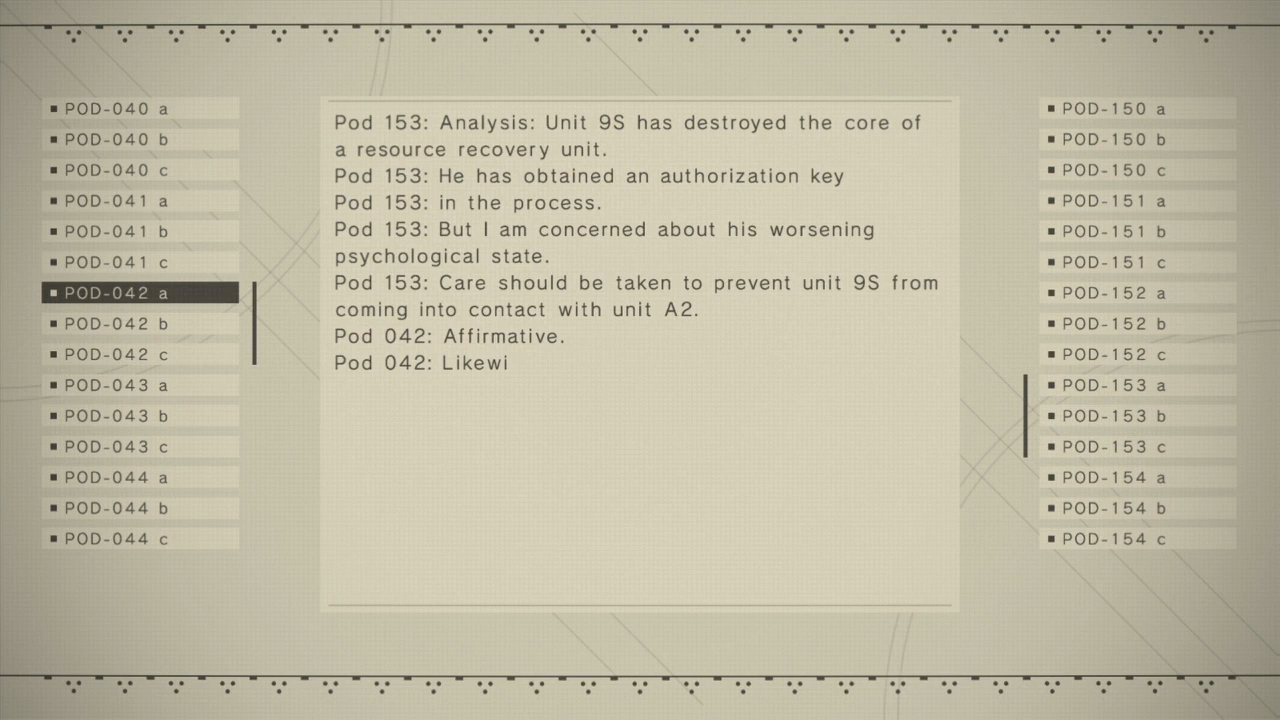 POD-040 a
POD-040 b
POD-040 c
POD-041 a
POD-041 b
POD-041 c
POD-042 a
POD-042 b
POD-042 c
POD-043 a
POD-043 b
POD-043 c
POD-044 a
POD-044 b
POD-044 c
Pod 153: Analysis: Unit 9S has destroyed the core of
a resource recovery unit.
Pod 153: He has obtained an authorization key
Pod 153: in the process.
Pod 153: But I am concerned about his worsening
psychological state.
Pod 153: Care should be taken to prevent unit 9S from
coming into contact with unit A2.
Pod 042: Affirmative.
Pod 042: Likewi
POD-150 a
POD-150 b
POD-150 c
POD-151 a
POD-151 b
POD-151 c
POD-152 a
POD-152 b
POD-152 c
POD-153 a
POD-153 b
POD-153 c
POD-154 a
POD-154 b
POD-154 c